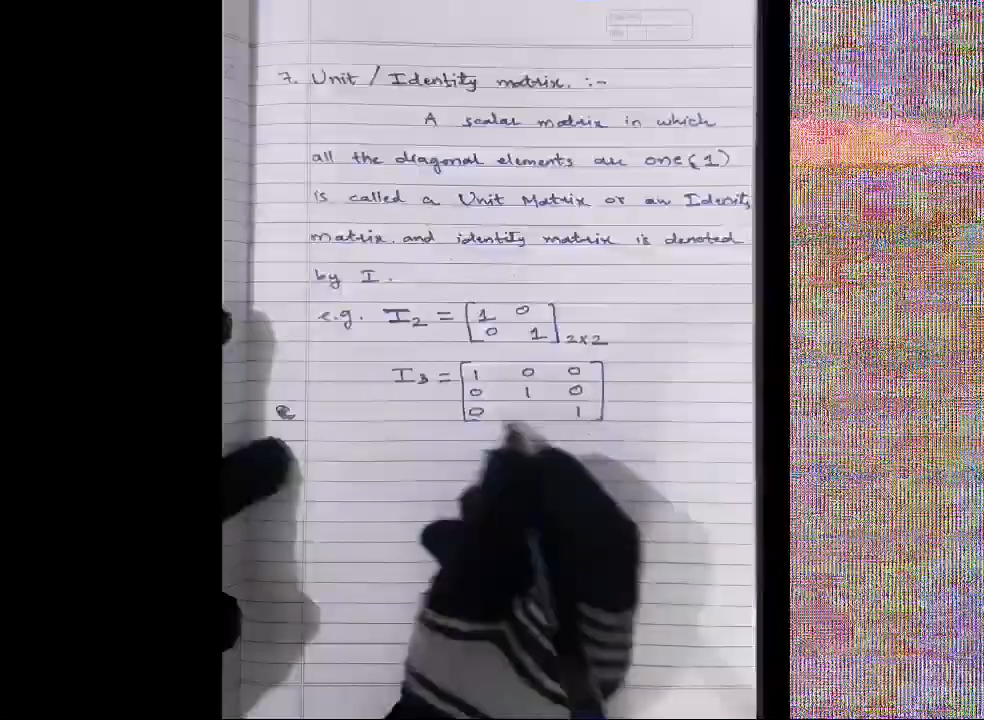 7. Unit / Identity matrix. :-
A scalar matrix in which
all the diagonal elements are one (1)
is called a Unit Matrix or an Idenity
matrix. and identity matrix is denoted
by I.
e.g. I₂ = [1 0
0 1] 2×2
I₃ = [1 0 0
0 1 0
0 1]